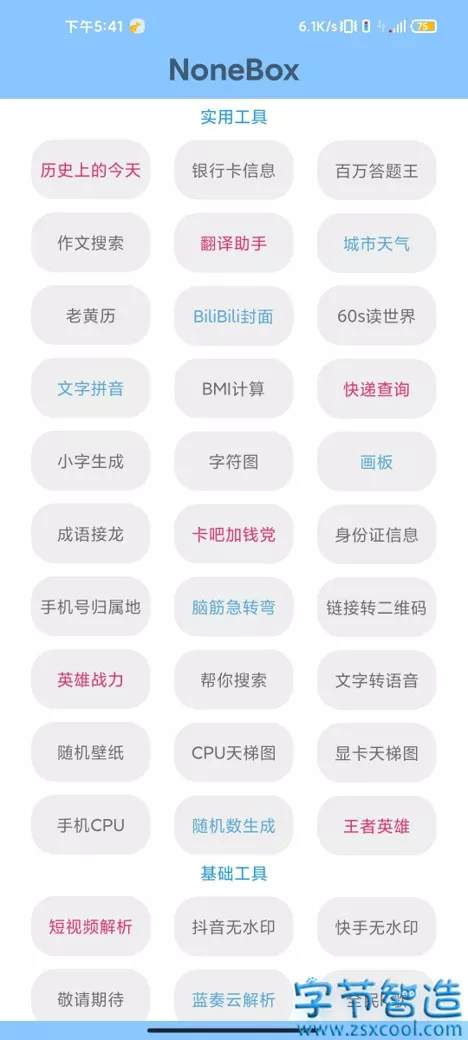 下午5:41 6.1K/s 75
NoneBox
实用工具
历史上的今天 银行卡信息 百万答题王
作文搜索 翻译助手 城市天气
老黄历 BiliBili封面 60s读世界
文字拼音 BMI计算 快递查询
小字生成 字符图 画板
成语接龙 卡吧加钱党 身份证信息
手机号归属地 脑筋急转弯 链接转二维码
英雄战力 帮你搜索 文字转语音
随机壁纸 CPU天梯图 显卡天梯图
手机CPU 随机数生成 王者英雄
基础工具
短视频解析 抖音无水印 快手无水印
敬请期待 蓝奏云解析 全民K歌
字节智造
www.zsxcool.com